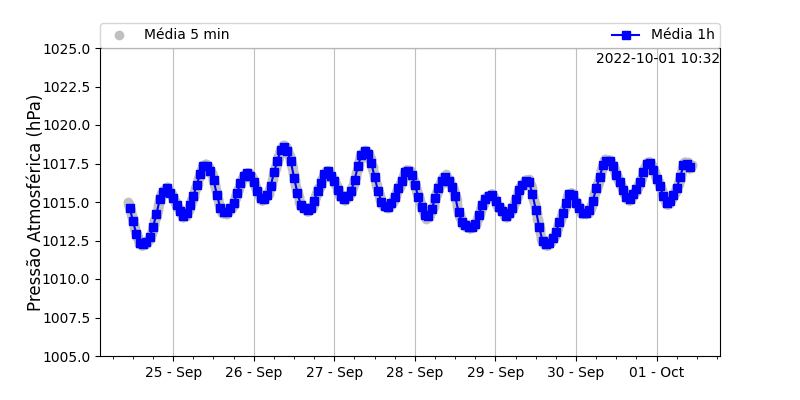 Média 5 min
Média 1h
2022-10-01 10:32
Pressão Atmosférica (hPa)
1025.0
1022.5
1020.0
1017.5
1015.0
1012.5
1010.0
1007.5
1005.0
25 - Sep
26 - Sep
27 - Sep
28 - Sep
29 - Sep
30 - Sep
01 - Oct